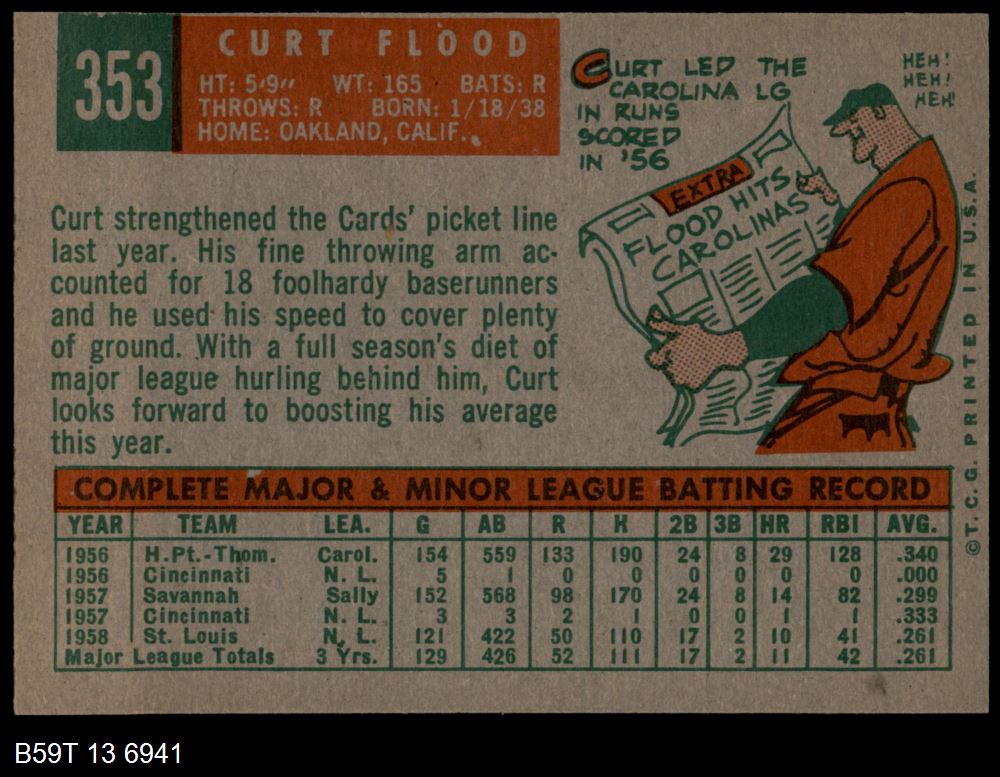 353
CURT FLOOD
HT: 5'9" WT: 165 BATS: R
THROWS: R BORN: 1/18/38
HOME: OAKLAND, CALIF.
CURT LED THE
CAROLINA LG
IN RUNS
SCORED
IN '56
HEH!
HEH!
HEH!
EXTRA
FLOOD HITS
CAROLINAS
Curt strengthened the Cards' picket line
last year. His fine throwing arm ac-
counted for 18 foolhardy baserunners
and he used his speed to cover plenty
of ground. With a full season's diet of
major league hurling behind him, Curt
looks forward to boosting his average
this year.
COMPLETE MAJOR & MINOR LEAGUE BATTING RECORD
YEAR TEAM LEA. G AB R H 2B 3B HR RBI AVG.
1956 H.Pt.-Thom. Carol. 154 559 133 190 24 8 29 128 .340
1956 Cincinnati N. L. 5 1 0 0 0 0 0 0 .000
1957 Savannah Sally 152 568 98 170 24 8 14 82 .299
1957 Cincinnati N. L. 3 3 2 1 0 0 1 1 .333
1958 St. Louis N. L. 121 422 50 110 17 2 10 41 .261
Major League Totals 3 Yrs. 129 426 52 111 17 2 11 42 .261
© T. C. G. PRINTED IN U.S.A.
B59T 13 6941